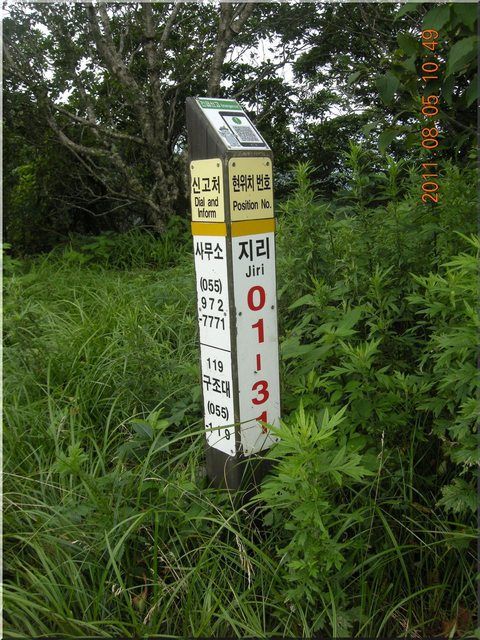 신고처
Dial and
Inform
사무소
(055)
972
-7771
119
구조대
(055)
현위치 번호
Position No.
지리
Jiri
01-31
2011.08.05 10:49